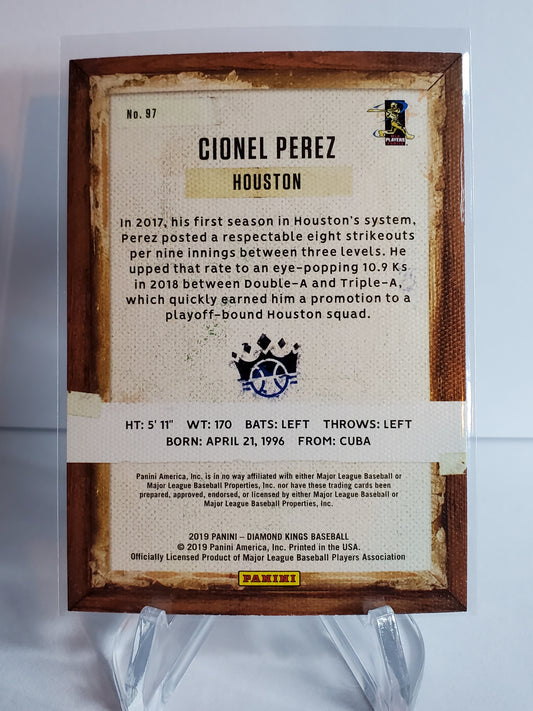 No. 97
PLAYERS
CIONEL PEREZ
HOUSTON
In 2017, his first season in Houston's system,
Perez posted a respectable eight strikeouts
per nine innings between three levels. He
upped that rate to an eye-popping 10.9 Ks
in 2018 between Double-A and Triple-A,
which quickly earned him a promotion to a
playoff-bound Houston squad.
HT: 5' 11" WT: 170 BATS: LEFT THROWS: LEFT
BORN: APRIL 21, 1996 FROM: CUBA
Panini America, Inc. is in no way affiliated with either Major League Baseball or
Major League Baseball Properties, Inc. nor have these trading cards been
prepared, approved, endorsed, or licensed by either Major League Baseball or
Major League Baseball Properties, Inc.
2019 PANINI – DIAMOND KINGS BASEBALL
© 2019 Panini America, Inc. Printed in the USA.
Officially Licensed Product of Major League Baseball Players Association
PANINI